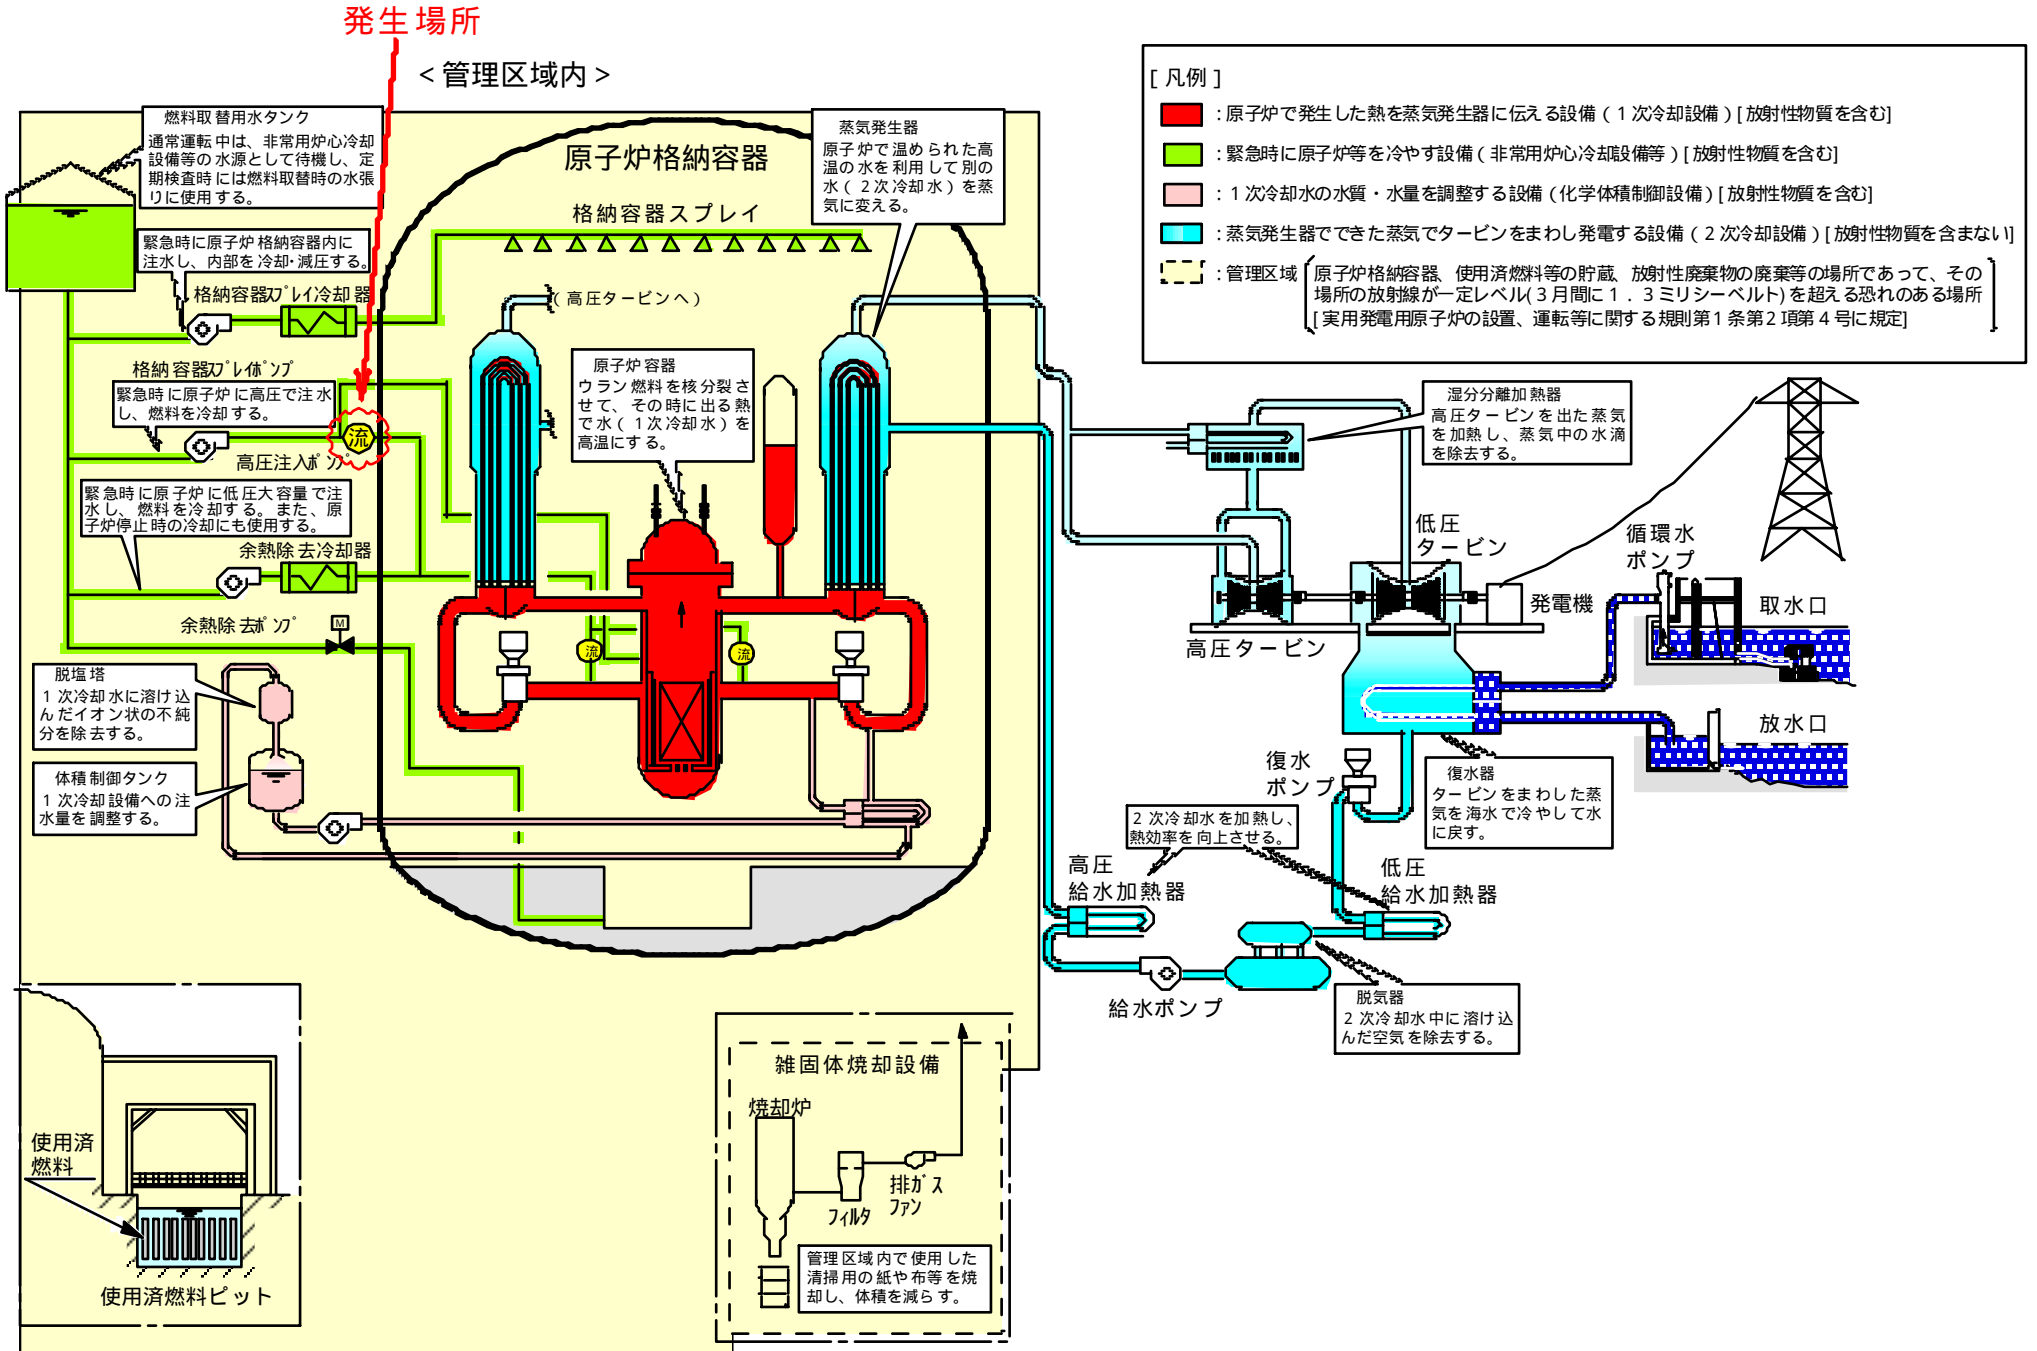 発生場所
＜管理区域内＞
燃料取替用水タンク
通常運転中は、非常用炉心冷却
設備等の水源として待機し、定
期検査時には燃料取替時の水張
りに使用する。
緊急時に原子炉格納容器内に
注水し、内部を冷却・減圧する。
格納容器ｽﾌﾟﾚｲ冷却器
格納容器ｽﾌﾟﾚｲﾎﾟﾝﾌﾟ
緊急時に原子炉に高圧で注水
し、燃料を冷却する。
流
高圧注入ﾎﾟﾝﾌﾟ
緊急時に原子炉に低圧大容量で注
水し、燃料を冷却する。また、原
子炉停止時の冷却にも使用する。
余熱除去冷却器
余熱除去ﾎﾟﾝﾌﾟ
M
脱塩塔
１次冷却水に溶け込
んだイオン状の不純
分を除去する。
体積制御タンク
１次冷却設備への注
水量を調整する。
原子炉格納容器
格納容器スプレイ
蒸気発生器
原子炉で温められた高
温の水を利用して別の
水（２次冷却水）を蒸
気に変える。
（高圧タービンへ）
原子炉容器
ウラン燃料を核分裂さ
せて、その時に出る熱
で水（１次冷却水）を
高温にする。
流
流
[凡例]
：原子炉で発生した熱を蒸気発生器に伝える設備（１次冷却設備）[放射性物質を含む]
：緊急時に原子炉等を冷やす設備（非常用炉心冷却設備等）[放射性物質を含む]
：１次冷却水の水質・水量を調整する設備（化学体積制御設備）[放射性物質を含む]
：蒸気発生器でできた蒸気でタービンをまわし発電する設備（２次冷却設備）[放射性物質を含まない]
：管理区域
原子炉格納容器、使用済燃料等の貯蔵、放射性廃棄物の廃棄等の場所であって、その
場所の放射線が一定レベル(３月間に１．３ミリシーベルト)を超える恐れのある場所
[実用発電用原子炉の設置、運転等に関する規則第１条第２項第４号に規定]
湿分分離加熱器
高圧タービンを出た蒸気
を加熱し、蒸気中の水滴
を除去する。
低圧
タービン
高圧タービン
発電機
循環水
ポンプ
取水口
放水口
復水
ポンプ
復水器
タービンをまわした蒸
気を海水で冷やして水
に戻す。
２次冷却水を加熱し、
熱効率を向上させる。
高圧
給水加熱器
低圧
給水加熱器
給水ポンプ
脱気器
２次冷却水中に溶け込
んだ空気を除去する。
使用済
燃料
使用済燃料ピット
雑固体焼却設備
焼却炉
ﾌｨﾙﾀ
排ｶﾞｽ
ﾌｧﾝ
管理区域内で使用した
清掃用の紙や布等を焼
却し、体積を減らす。